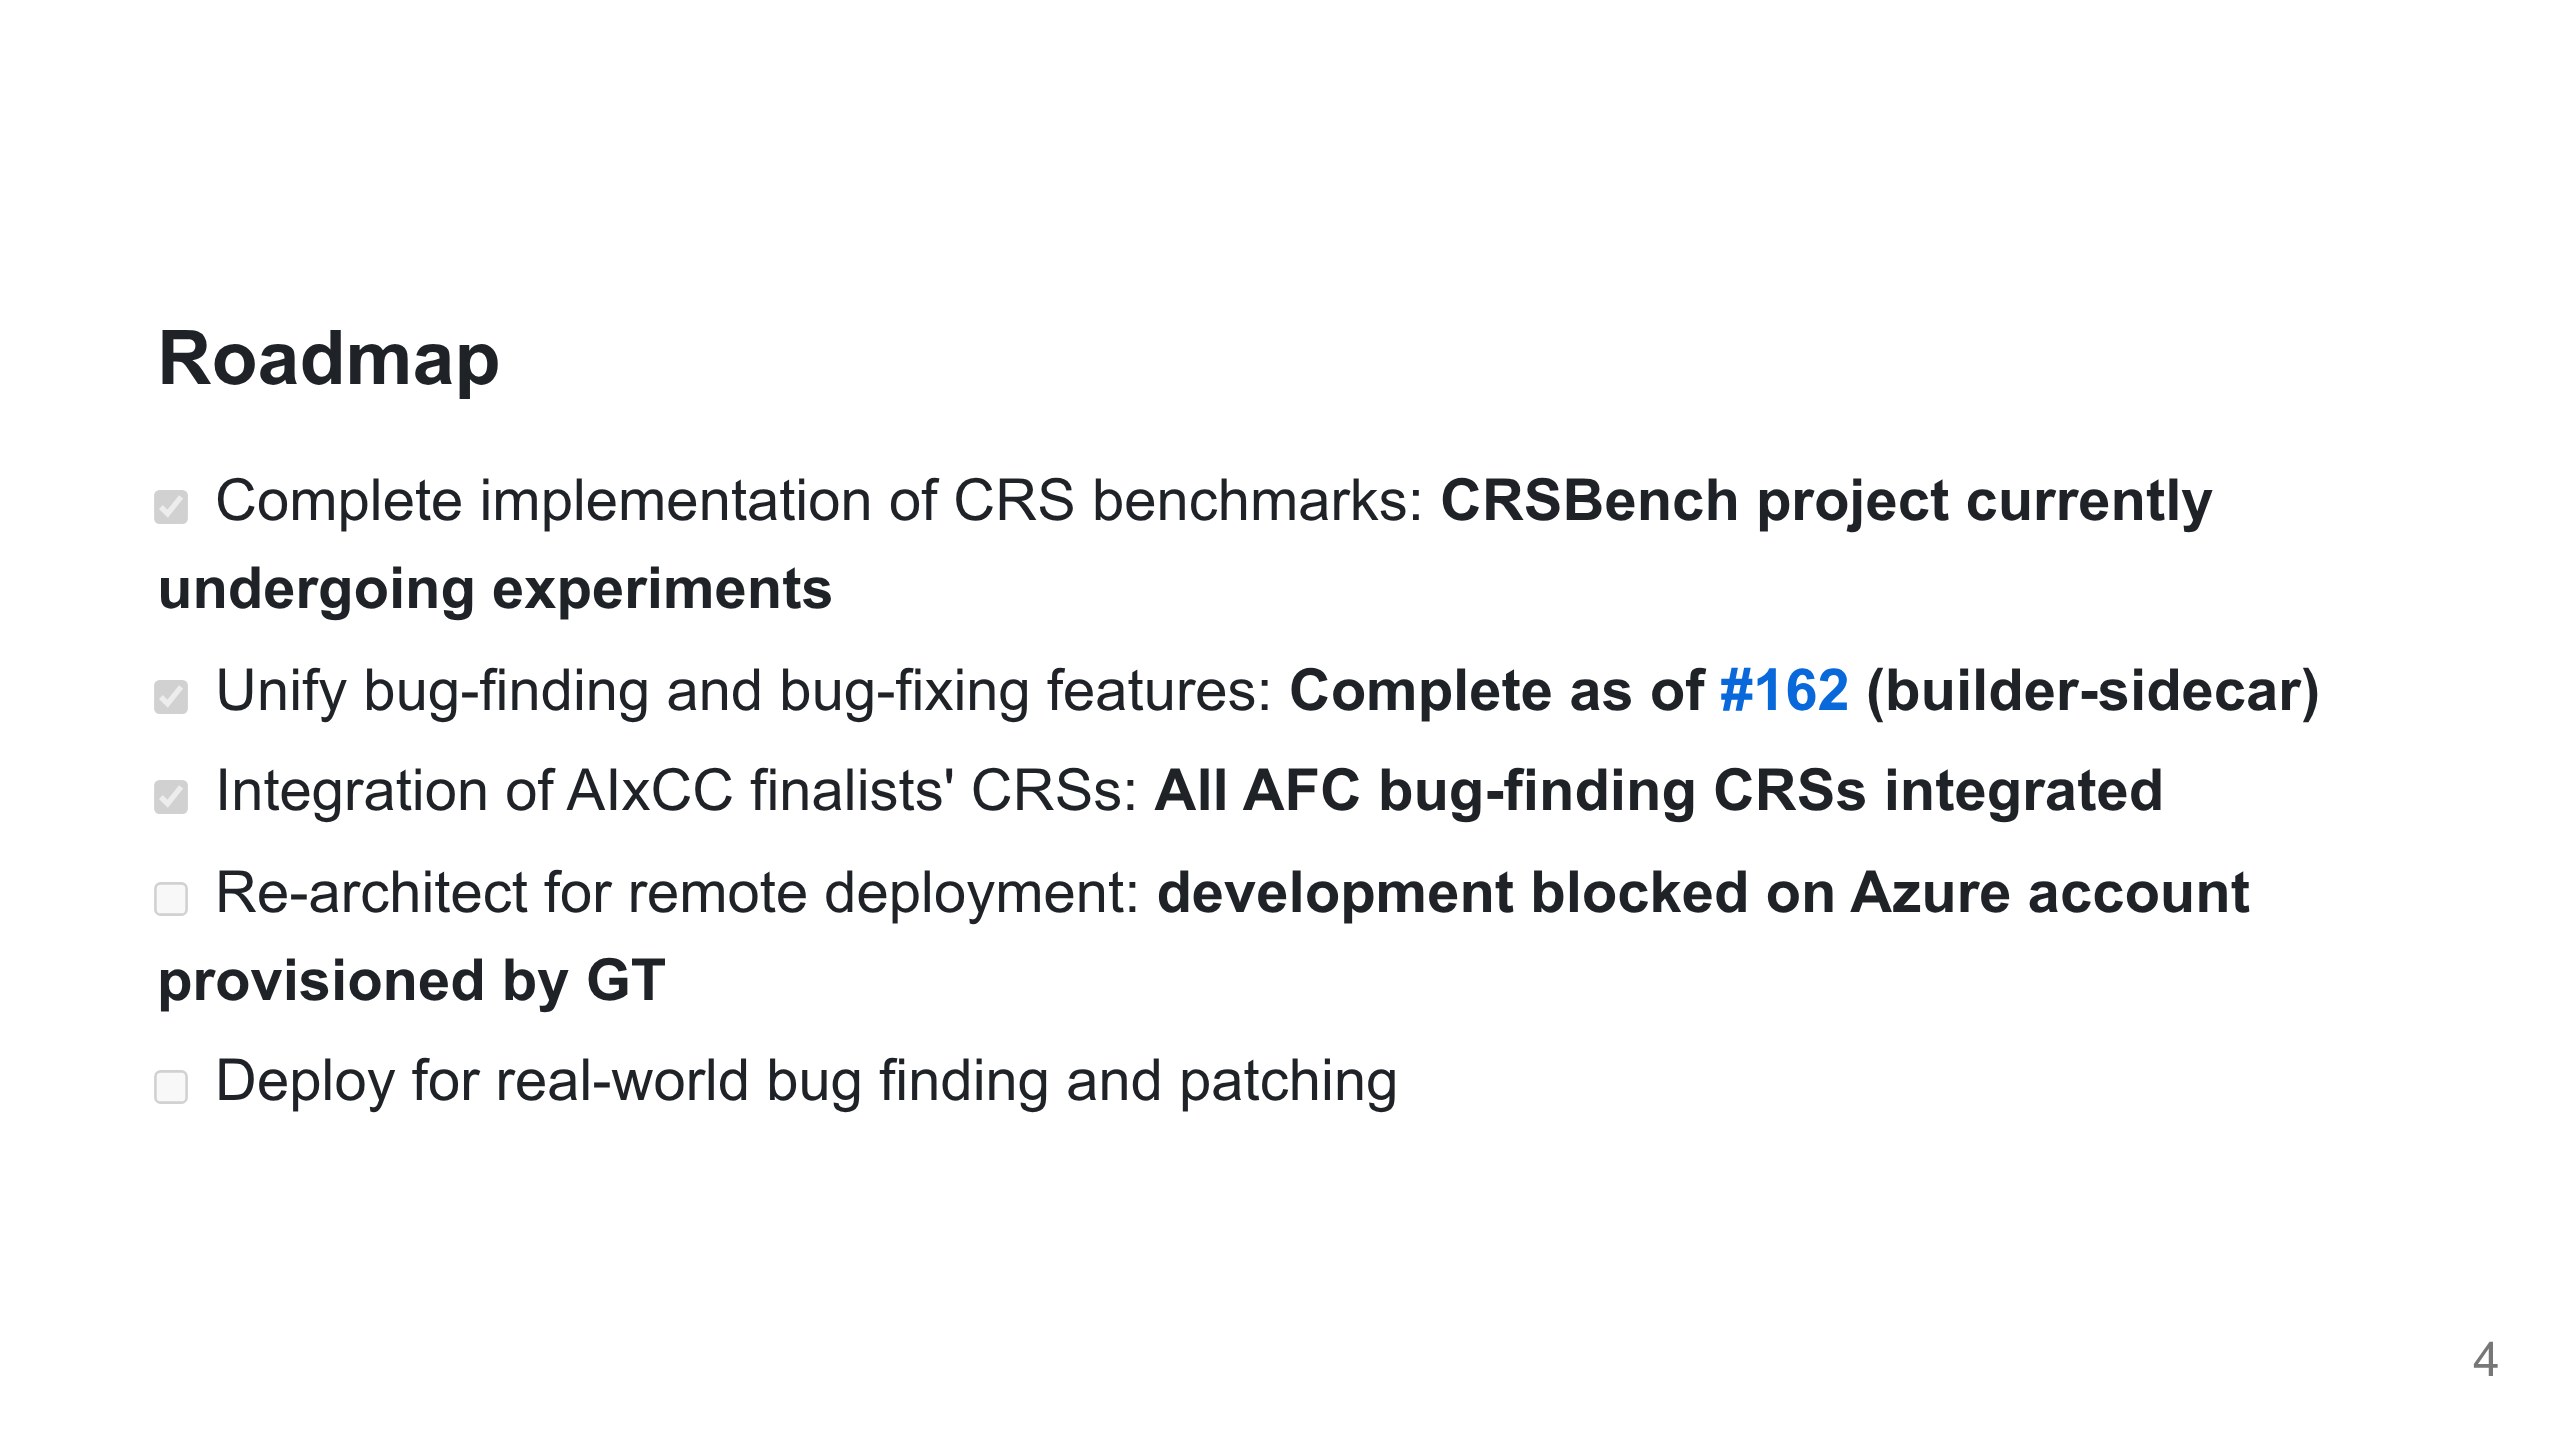 Roadmap
Complete implementation of CRS benchmarks: CRSBench project currently
undergoing experiments
Unify bug-finding and bug-fixing features: Complete as of #162 (builder-sidecar)
Integration of AIxCC finalists' CRSs: All AFC bug-finding CRSs integrated
Re-architect for remote deployment: development blocked on Azure account
provisioned by GT
Deploy for real-world bug finding and patching
4